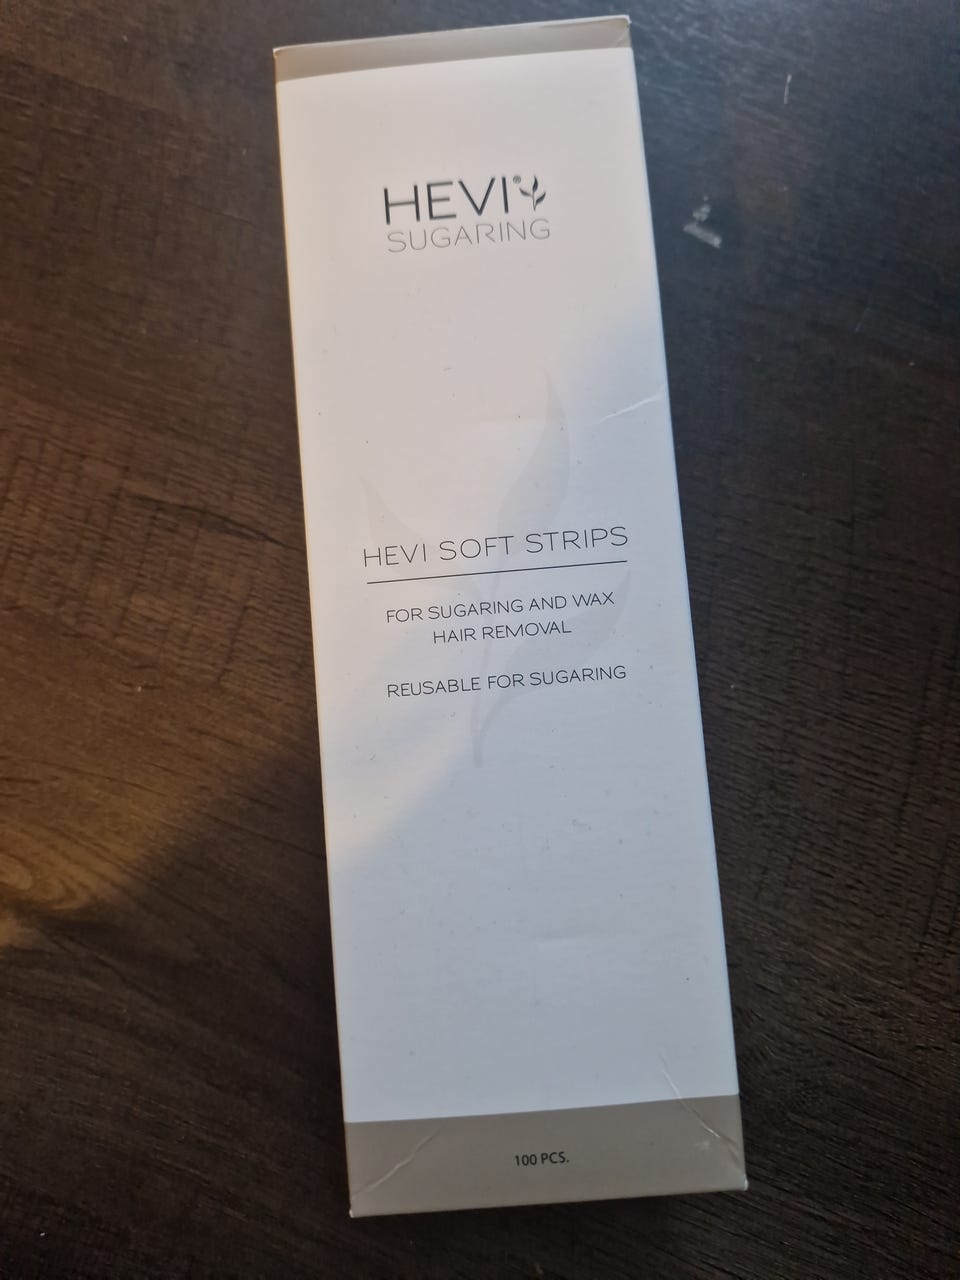 HEVI®
SUGARING
HEVI SOFT STRIPS
FOR SUGARING AND WAX
HAIR REMOVAL
REUSABLE FOR SUGARING
100 PCS.